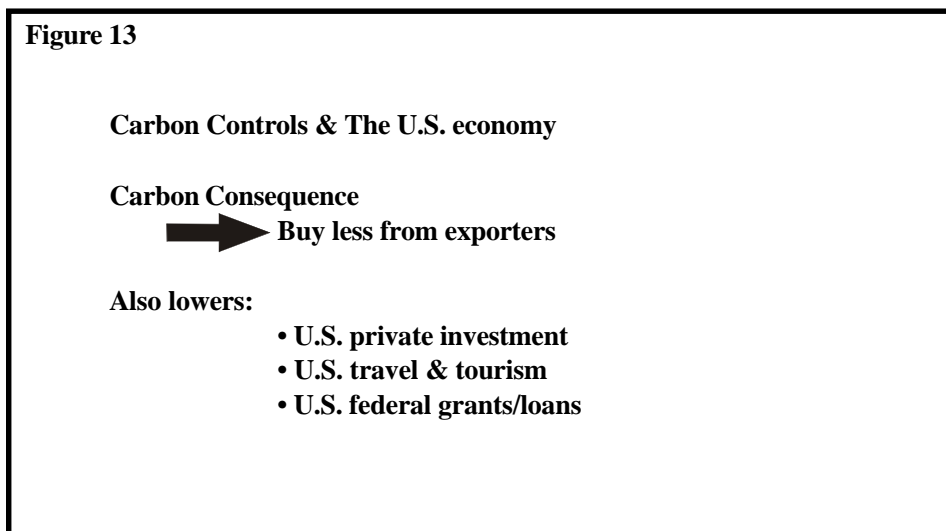 Figure 13
Carbon Controls & The U.S. economy
Carbon Consequence
Buy less from exporters
Also lowers:
• U.S. private investment
• U.S. travel & tourism
• U.S. federal grants/loans